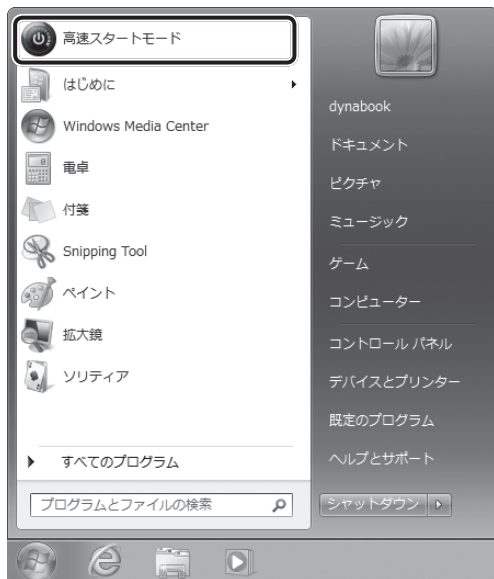 高速スタートモード
はじめに
Windows Media Center
電卓
付箋
Snipping Tool
ペイント
拡大鏡
ソリティア
すべてのプログラム
プログラムとファイルの検索
dynabook
ドキュメント
ピクチャ
ミュージック
ゲーム
コンピューター
コントロール パネル
デバイスとプリンター
既定のプログラム
ヘルプとサポート
シャットダウン